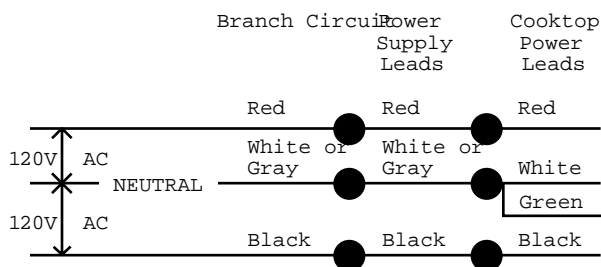 Branch Circuit Power Supply Leads Cooktop Power Leads
Red Red Red
120V AC
White or Gray White or Gray White
NEUTRAL
Green
120V AC
Black Black Black